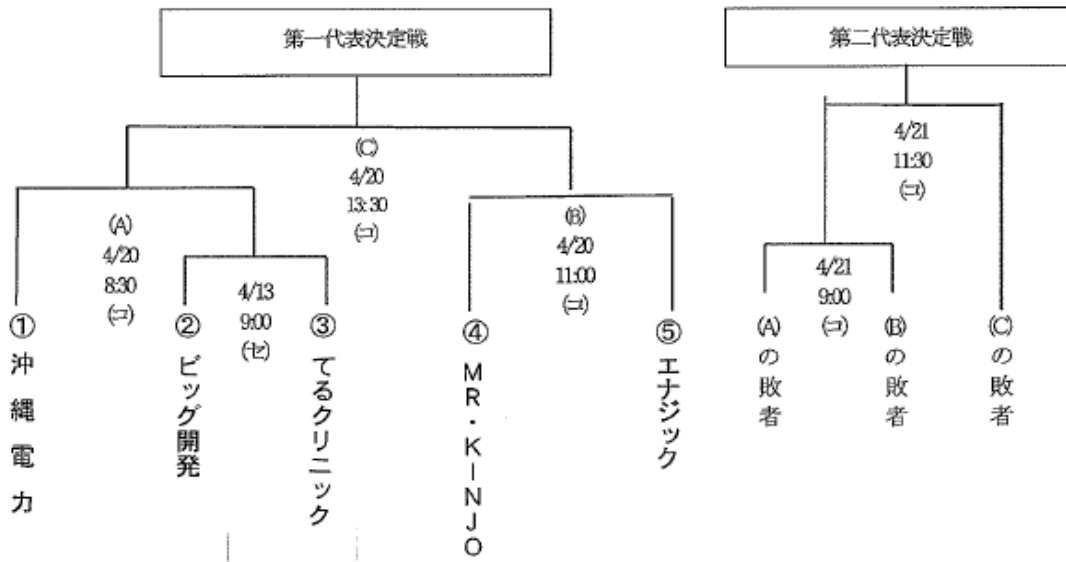 第一代表決定戦
第二代表決定戦
(C)
4/20
13:30
(コ)
4/21
11:30
(コ)
(A)
4/20
8:30
(コ)
(B)
4/20
11:00
(コ)
4/13
9:00
(セ)
4/21
9:00
(コ)
①沖縄電力
②ビッグ開発
③てるクリニック
④MR・KINJO
⑤エナジック
(A)の敗者
(B)の敗者
(C)の敗者